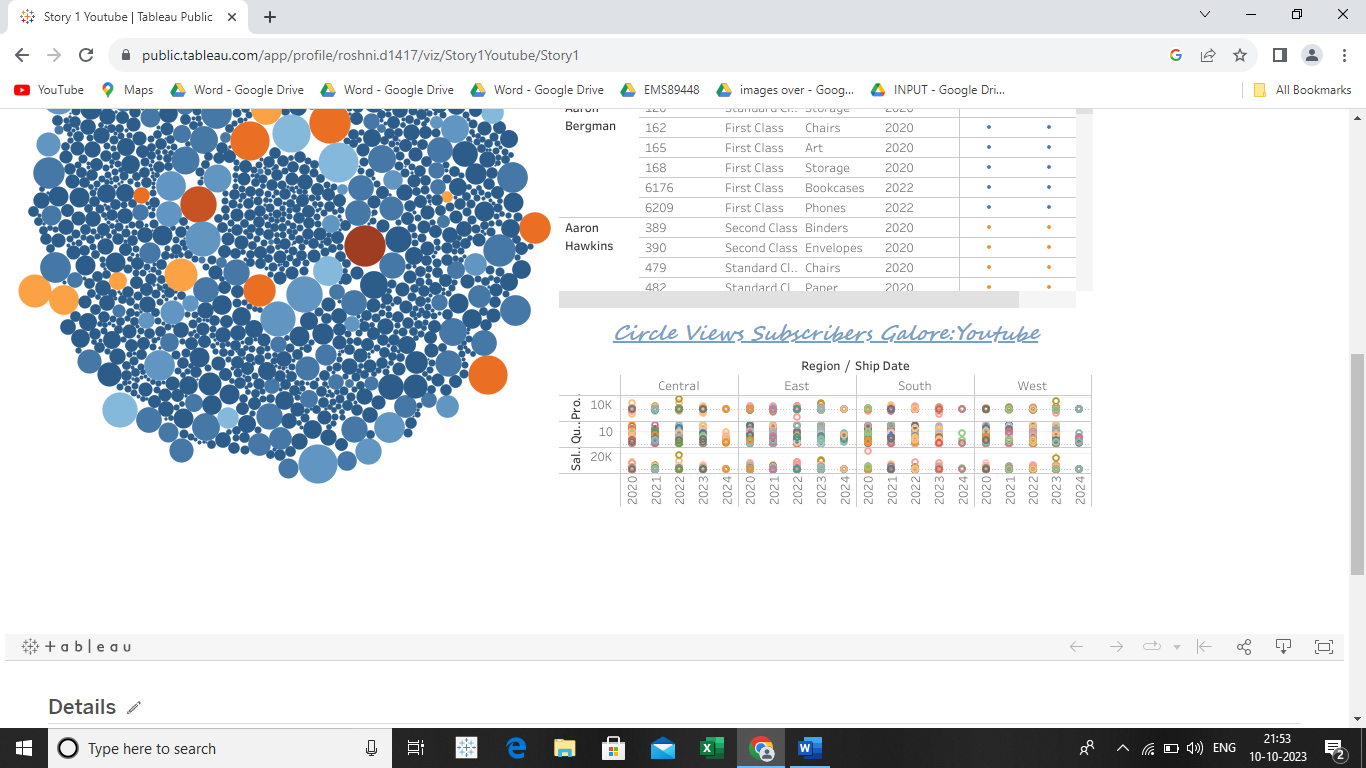 Story 1 Youtube | Tableau Public
public.tableau.com/app/profile/roshni.d1417/viz/Story1Youtube/Story1
YouTube Maps Word - Google Drive Word - Google Drive Word - Google Drive EMS89448 images over - Goog... INPUT - Google Dri... All Bookmarks
Aaron 120 Standard Cl.. Storage 2020
Bergman 162 First Class Chairs 2020
165 First Class Art 2020
168 First Class Storage 2020
6176 First Class Bookcases 2022
6209 First Class Phones 2022
Aaron 389 Second Class Binders 2020
Hawkins 390 Second Class Envelopes 2020
479 Standard Cl.. Chairs 2020
482 Standard Cl.. Paper 2020
Circle Views Subscribers Galore:Youtube
Region / Ship Date
Central East South West
Pro.. 10K
Qu.. 10
Sal.. 20K
2020 2021 2022 2023 2024 2020 2021 2022 2023 2024 2020 2021 2022 2023 2024 2020 2021 2022 2023 2024
+ a b | e a u
Details
Type here to search
ENG
21:53
10-10-2023
2